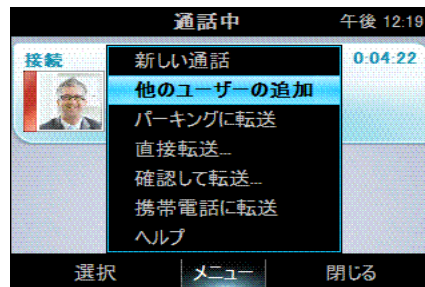 通話中 午後 12:19
接続 0:04:22
新しい通話
他のユーザーの追加
パーキングに転送
直接転送...
確認して転送...
携帯電話に転送
ヘルプ
選択 メニュー 閉じる